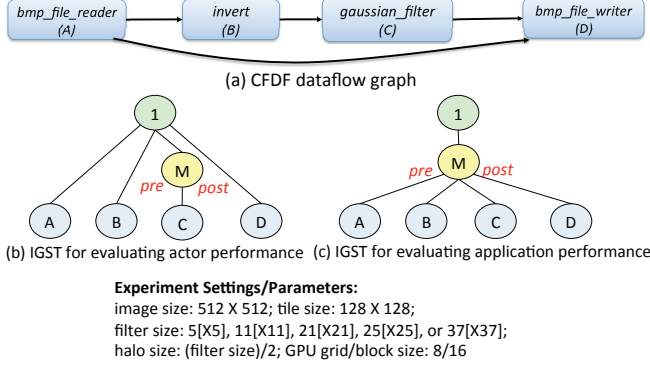 bmp_file_reader invert gaussian_filter bmp_file_writer
(A) (B) (C) (D)
(a) CFDF dataflow graph
1 1
M M
pre post pre post
A B C D A B C D
(b) IGST for evaluating actor performance (c) IGST for evaluating application performance
Experiment Settings/Parameters:
image size: 512 X 512; tile size: 128 X 128;
filter size: 5[X5], 11[X11], 21[X21], 25[X25], or 37[X37];
halo size: (filter size)/2; GPU grid/block size: 8/16